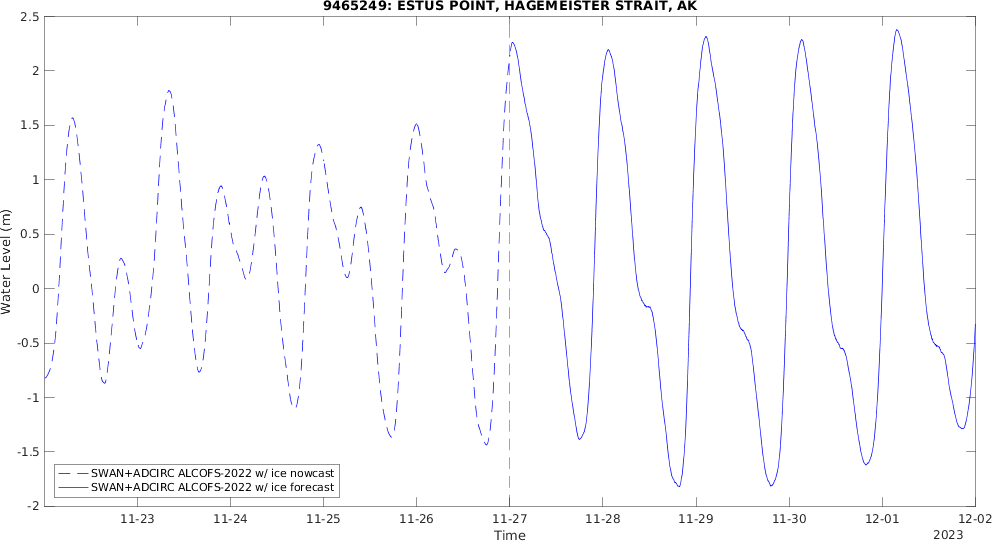 9465249: ESTUS POINT, HAGEMEISTER STRAIT, AK
2.5
2
1.5
1
0.5
0
-0.5
-1
-1.5
-2
Water Level (m)
SWAN+ADCIRC ALCOFS-2022 w/ ice nowcast
SWAN+ADCIRC ALCOFS-2022 w/ ice forecast
11-23 11-24 11-25 11-26 11-27 11-28 11-29 11-30 12-01 12-02
Time
2023